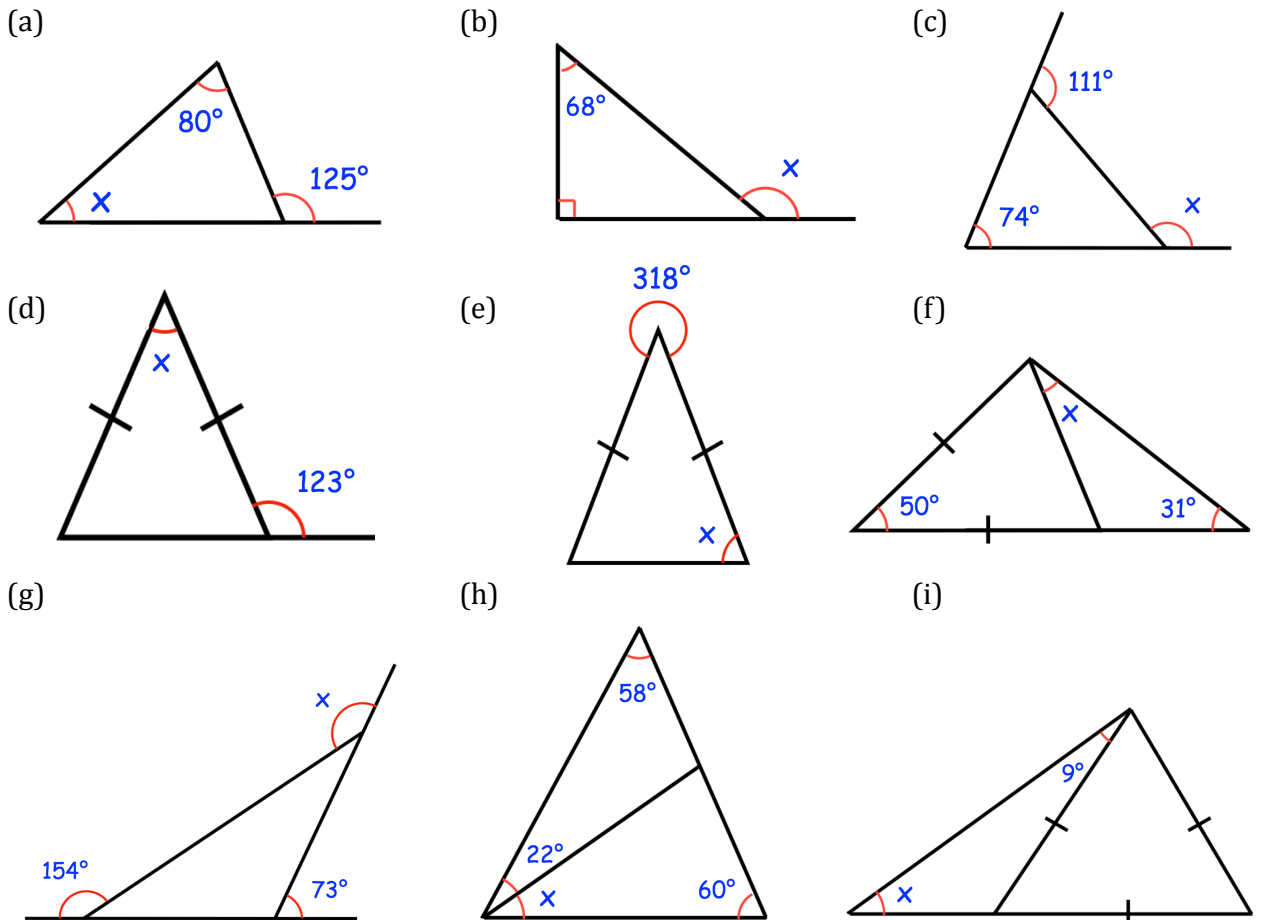 (a)
80°
x
125°
(b)
68°
x
(c)
111°
74°
x
(d)
x
123°
(e)
318°
x
(f)
50°
x
31°
(g)
x
154°
73°
(h)
58°
22°
x
60°
(i)
9°
x